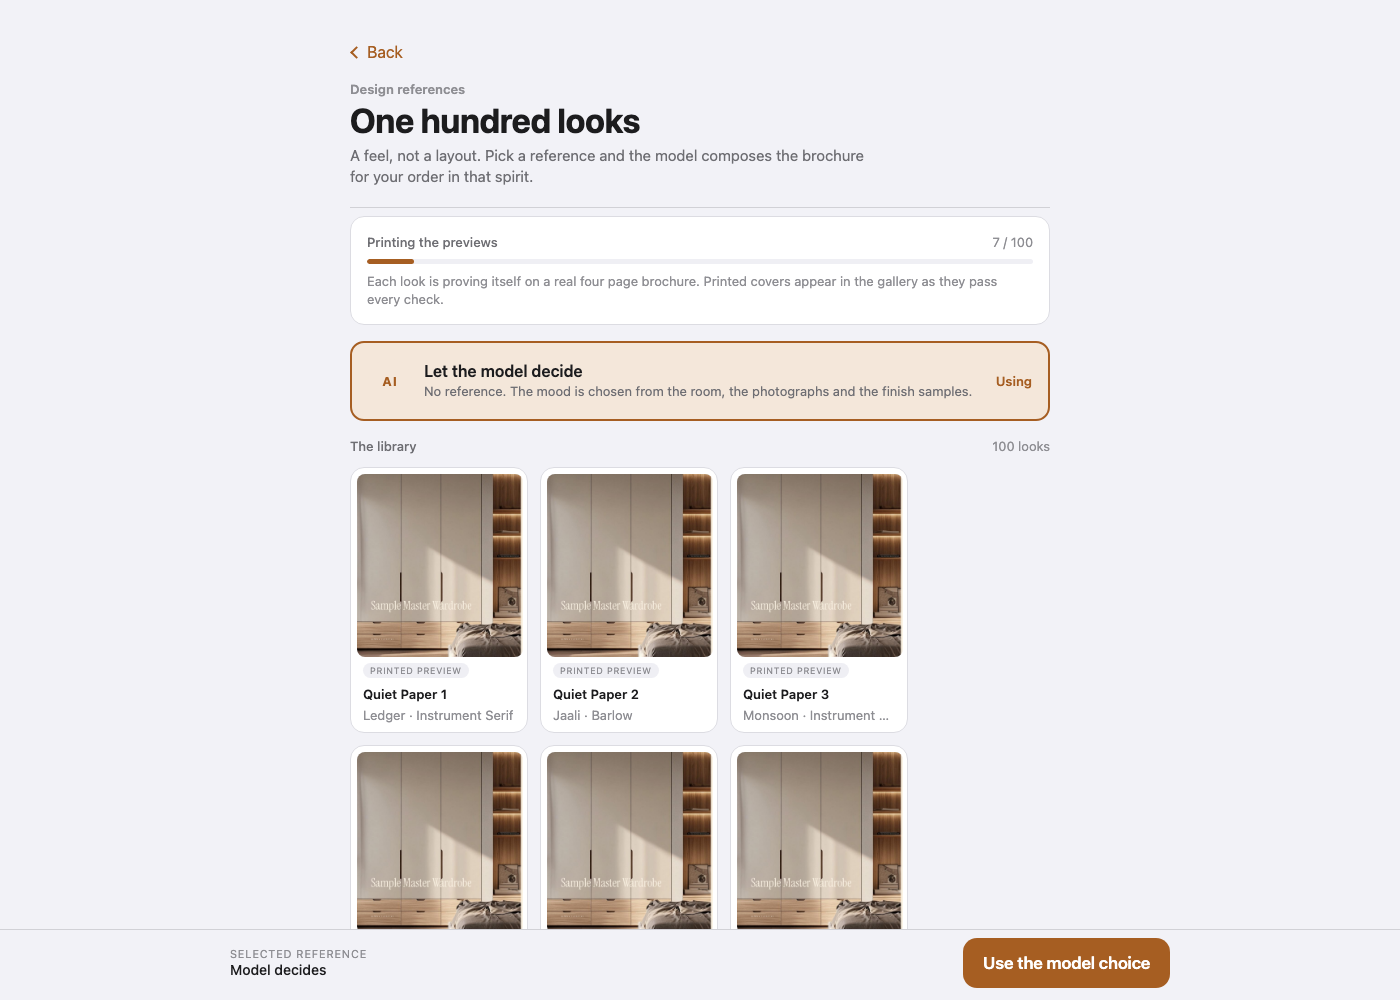 Back
Design references
One hundred looks
A feel, not a layout. Pick a reference and the model composes the brochure
for your order in that spirit.
Printing the previews
7 / 100
Each look is proving itself on a real four page brochure. Printed covers appear in the gallery as they pass
every check.
AI
Let the model decide
No reference. The mood is chosen from the room, the photographs and the finish samples.
Using
The library
100 looks
Sample Master Wardrobe
PRINTED PREVIEW
Quiet Paper 1
Ledger · Instrument Serif
Sample Master Wardrobe
PRINTED PREVIEW
Quiet Paper 2
Jaali · Barlow
Sample Master Wardrobe
PRINTED PREVIEW
Quiet Paper 3
Monsoon · Instrument ...
Sample Master Wardrobe
Sample Master Wardrobe
Sample Master Wardrobe
SELECTED REFERENCE
Model decides
Use the model choice